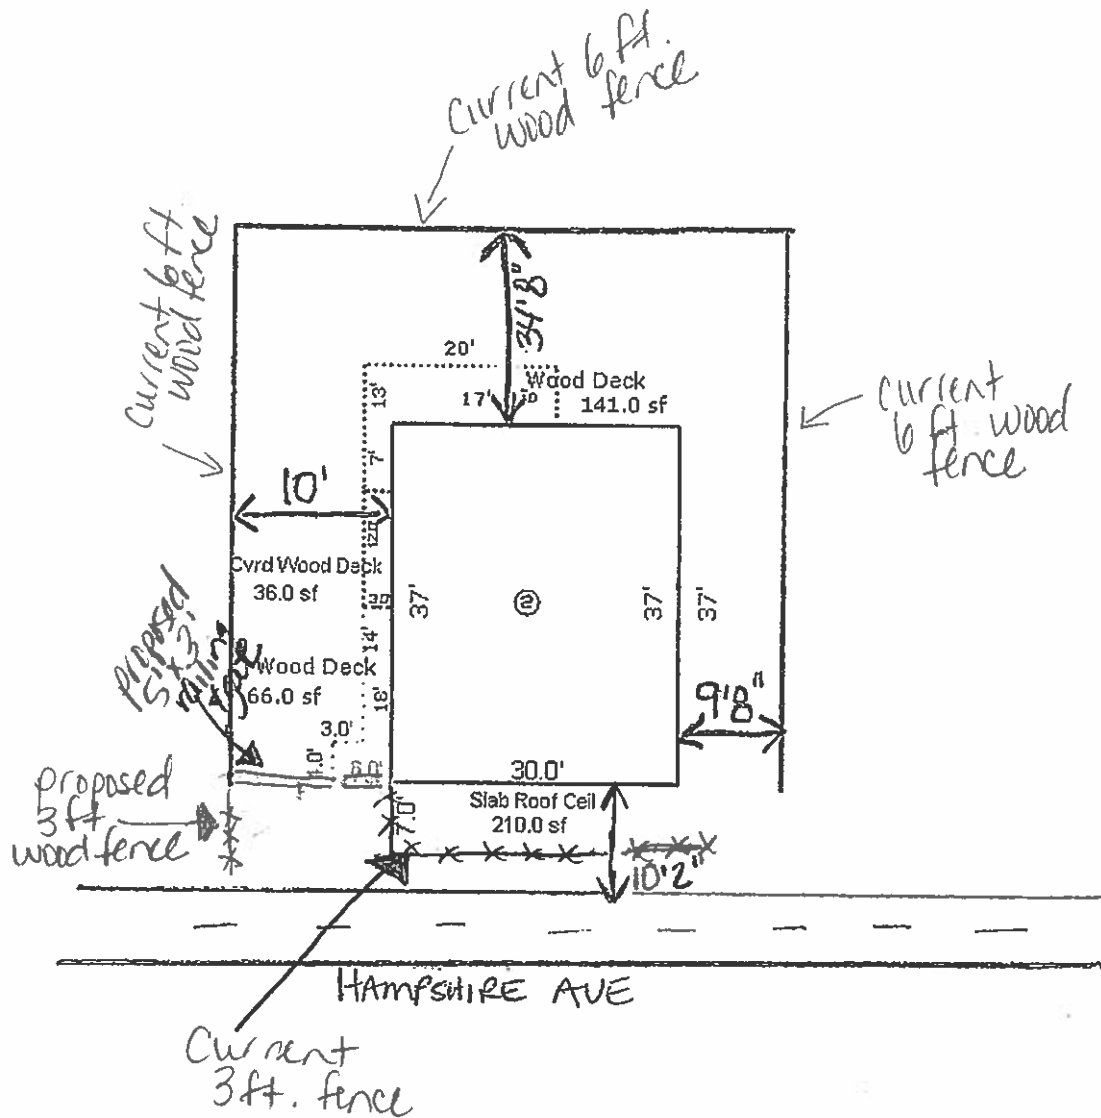 Current 6 ft.
wood fence
Current 6 ft
wood fence
34'8"
20'
Wood Deck
141.0 sf
13'
17'
current
6 ft wood
fence
7'
10'
Cvrd Wood Deck
36.0 sf
37'
2
37'
37'
proposed
Wood Deck
66.0 sf
14'
18'
9'8"
3.0'
30.0'
proposed
3 ft
wood fence
Slab Roof Ceil
210.0 sf
7.0'
10'2"
HAMPSHIRE AVE
Current
3 ft. fence